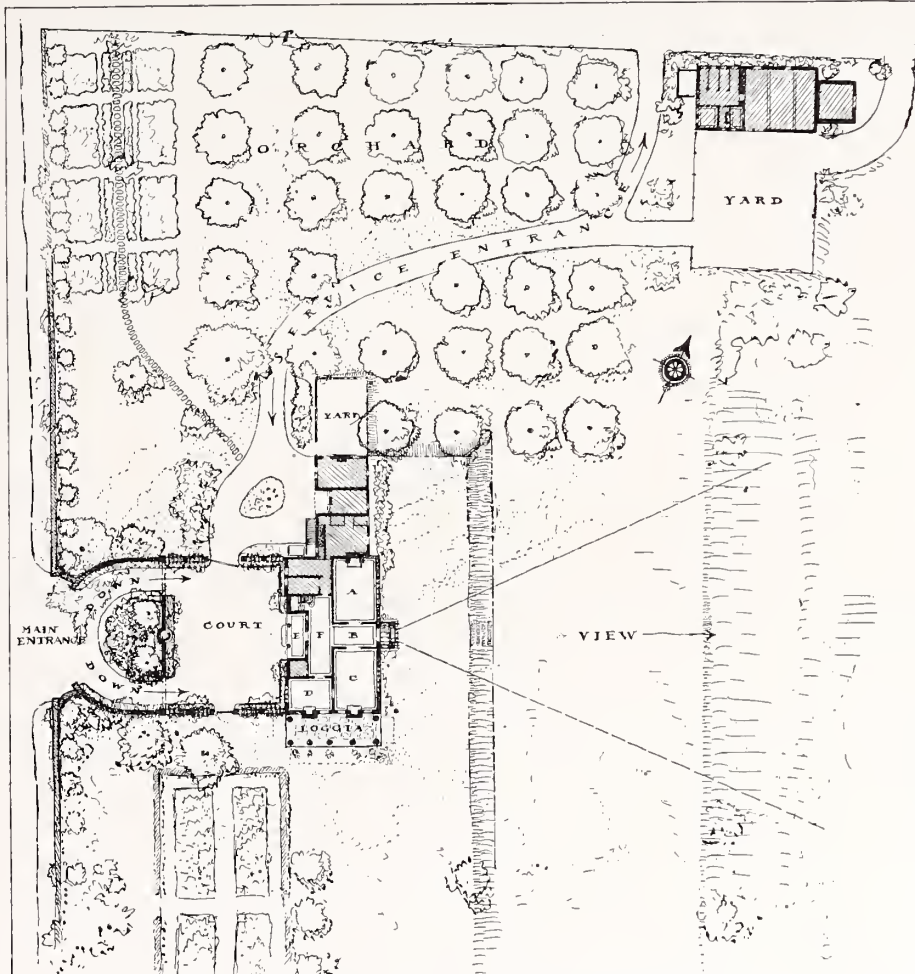 ORCHARD
YARD
SERVICE ENTRANCE
YARD
DOWN
MAIN
ENTRANCE
COURT
A
E
F
B
VIEW
C
D
DOWN
LOGGIA